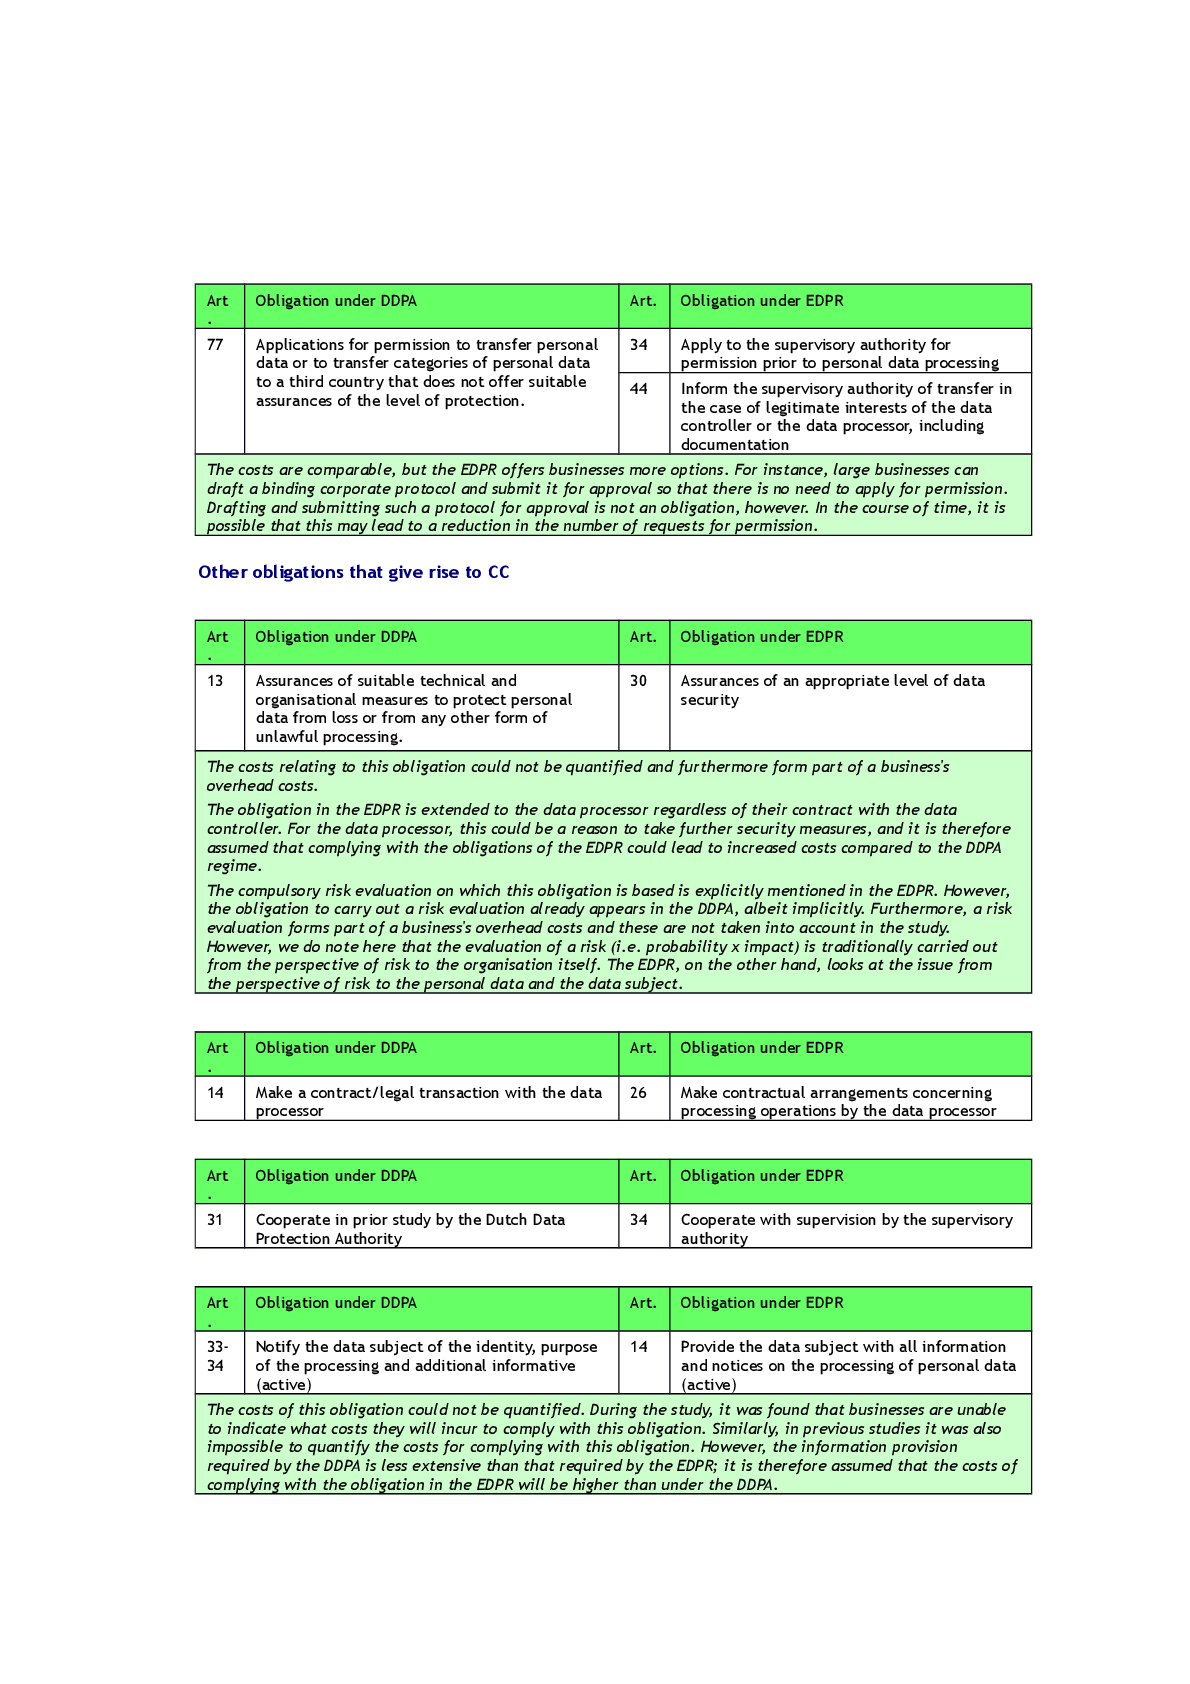 Art
.
Obligation under DDPA
Art.
Obligation under EDPR
77
Applications for permission to transfer personal
data or to transfer categories of personal data
to a third country that does not offer suitable
assurances of the level of protection.
34
Apply to the supervisory authority for
permission prior to personal data processing
44
Inform the supervisory authority of transfer in
the case of legitimate interests of the data
controller or the data processor, including
documentation
The costs are comparable, but the EDPR offers businesses more options. For instance, large businesses can
draft a binding corporate protocol and submit it for approval so that there is no need to apply for permission.
Drafting and submitting such a protocol for approval is not an obligation, however. In the course of time, it is
possible that this may lead to a reduction in the number of requests for permission.
Other obligations that give rise to CC
Art
.
Obligation under DDPA
Art.
Obligation under EDPR
13
Assurances of suitable technical and
organisational measures to protect personal
data from loss or from any other form of
unlawful processing.
30
Assurances of an appropriate level of data
security
The costs relating to this obligation could not be quantified and furthermore form part of a business's
overhead costs.
The obligation in the EDPR is extended to the data processor regardless of their contract with the data
controller. For the data processor, this could be a reason to take further security measures, and it is therefore
assumed that complying with the obligations of the EDPR could lead to increased costs compared to the DDPA
regime.
The compulsory risk evaluation on which this obligation is based is explicitly mentioned in the EDPR. However,
the obligation to carry out a risk evaluation already appears in the DDPA, albeit implicitly. Furthermore, a risk
evaluation forms part of a business's overhead costs and these are not taken into account in the study.
However, we do note here that the evaluation of a risk (i.e. probability x impact) is traditionally carried out
from the perspective of risk to the organisation itself. The EDPR, on the other hand, looks at the issue from
the perspective of risk to the personal data and the data subject.
Art
.
Obligation under DDPA
Art.
Obligation under EDPR
14
Make a contract/legal transaction with the data
processor
26
Make contractual arrangements concerning
processing operations by the data processor
Art
.
Obligation under DDPA
Art.
Obligation under EDPR
31
Cooperate in prior study by the Dutch Data
Protection Authority
34
Cooperate with supervision by the supervisory
authority
Art
.
Obligation under DDPA
Art.
Obligation under EDPR
33-
34
Notify the data subject of the identity, purpose
of the processing and additional informative
(active)
14
Provide the data subject with all information
and notices on the processing of personal data
(active)
The costs of this obligation could not be quantified. During the study, it was found that businesses are unable
to indicate what costs they will incur to comply with this obligation. Similarly, in previous studies it was also
impossible to quantify the costs for complying with this obligation. However, the information provision
required by the DDPA is less extensive than that required by the EDPR; it is therefore assumed that the costs of
complying with the obligation in the EDPR will be higher than under the DDPA.